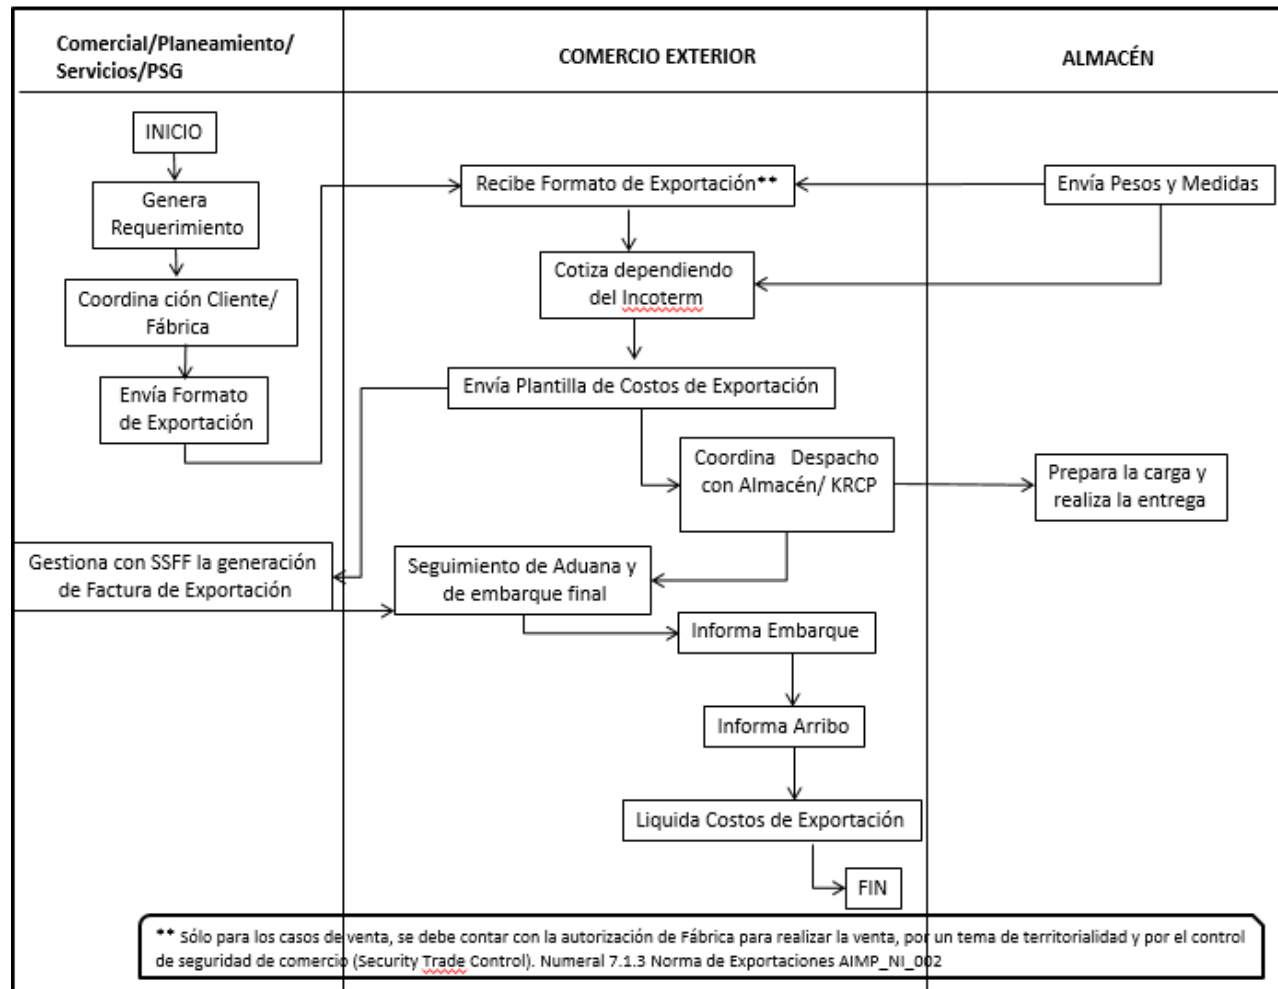 Comercial/Planeamiento/
Servicios/PSG
COMERCIO EXTERIOR
ALMACÉN
INICIO
Genera
Requerimiento
Coordina ción Cliente/
Fábrica
Envía Formato
de Exportación
Recibe Formato de Exportación**
Envía Pesos y Medidas
Cotiza dependiendo
del Incoterm
Envía Plantilla de Costos de Exportación
Coordina Despacho
con Almacén/ KRCP
Prepara la carga y
realiza la entrega
Gestiona con SSFF la generación
de Factura de Exportación
Seguimiento de Aduana y
de embarque final
Informa Embarque
Informa Arribo
Liquida Costos de Exportación
FIN
** Sólo para los casos de venta, se debe contar con la autorización de Fábrica para realizar la venta, por un tema de territorialidad y por el control
de seguridad de comercio (Security Trade Control). Numeral 7.1.3 Norma de Exportaciones AIMP_NI_002